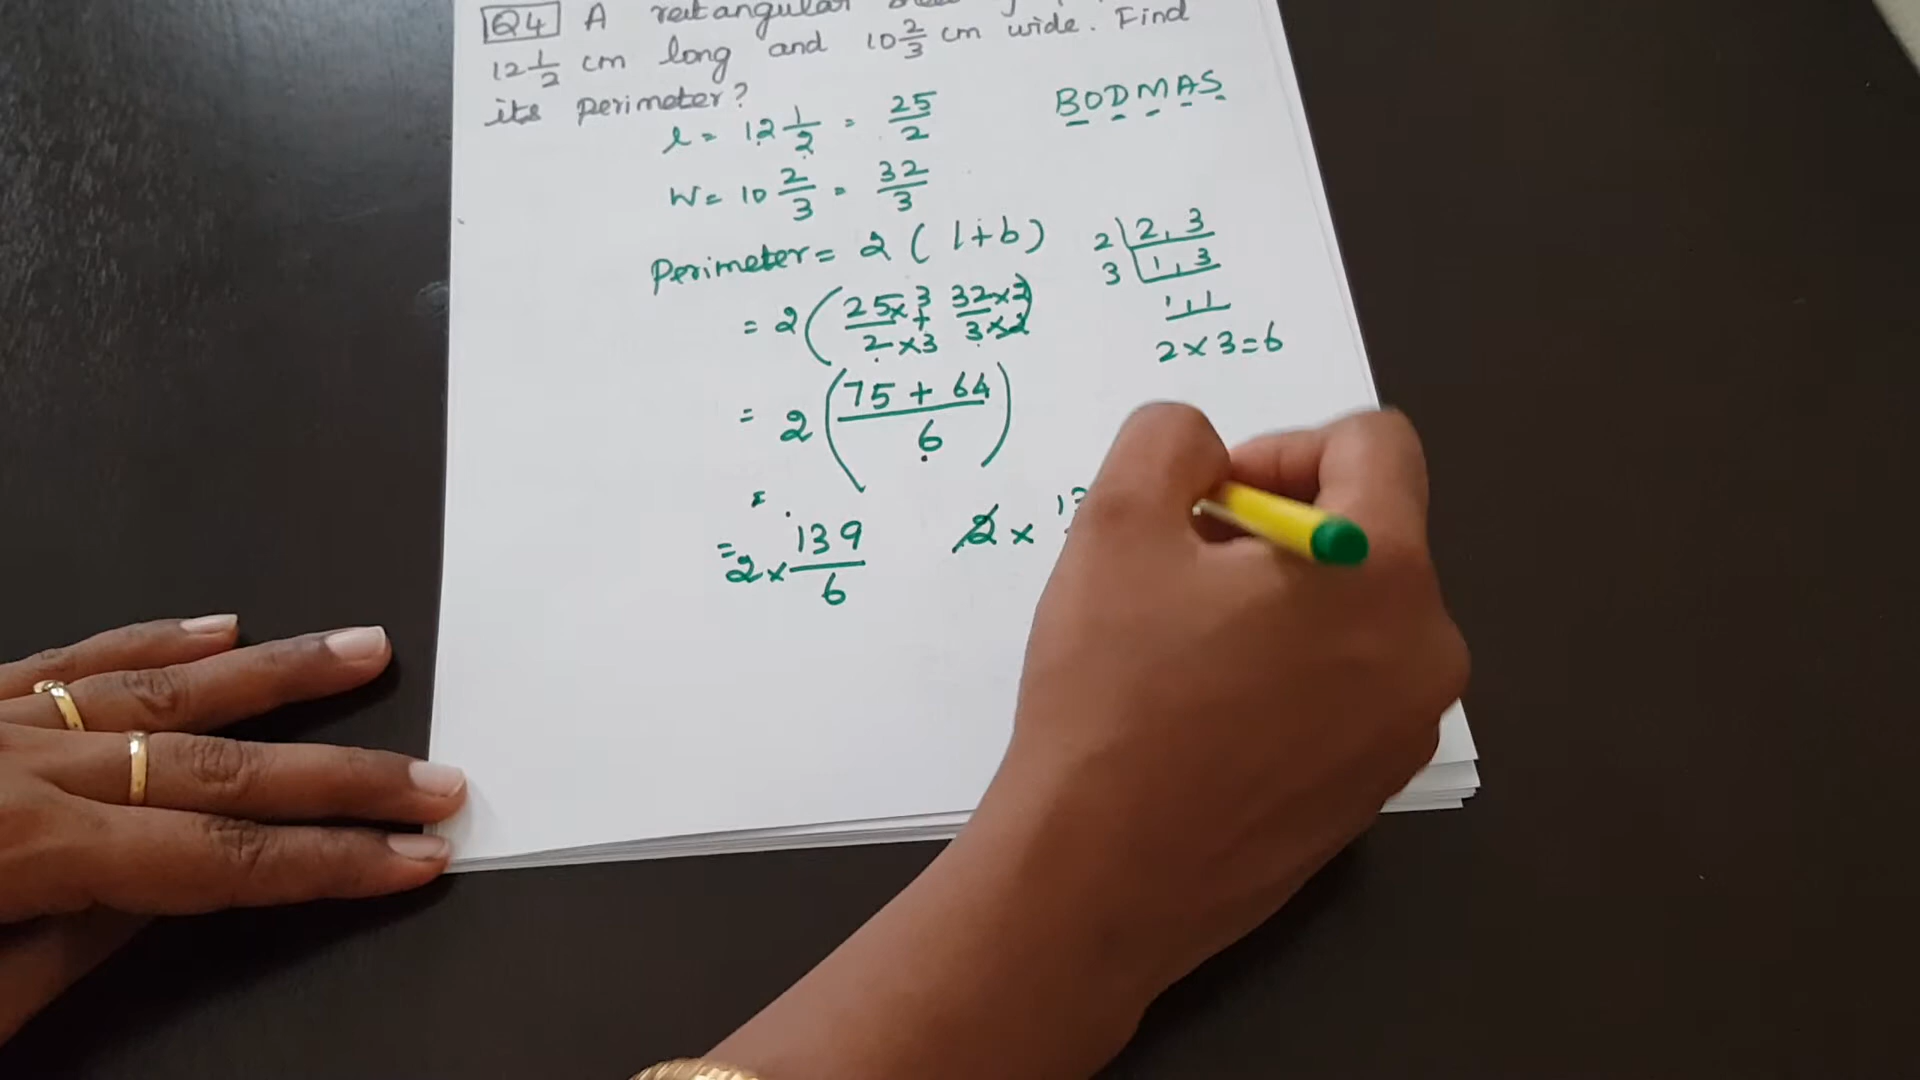 Q4 A rectangular
12 1/2 cm long and 10 2/3 cm wide. Find
its perimeter?
BODMAS
l = 12 1/2 = 25/2
W = 10 2/3 = 32/3
Perimeter = 2 ( l+b )
2 | 2, 3
3 | 1, 3
1, 1
2 × 3 = 6
= 2 ( 25×3/2×3 + 32×2/3×2 )
= 2 ( 75 + 64 / 6 )
=
= 2 × 139/6
2 ×